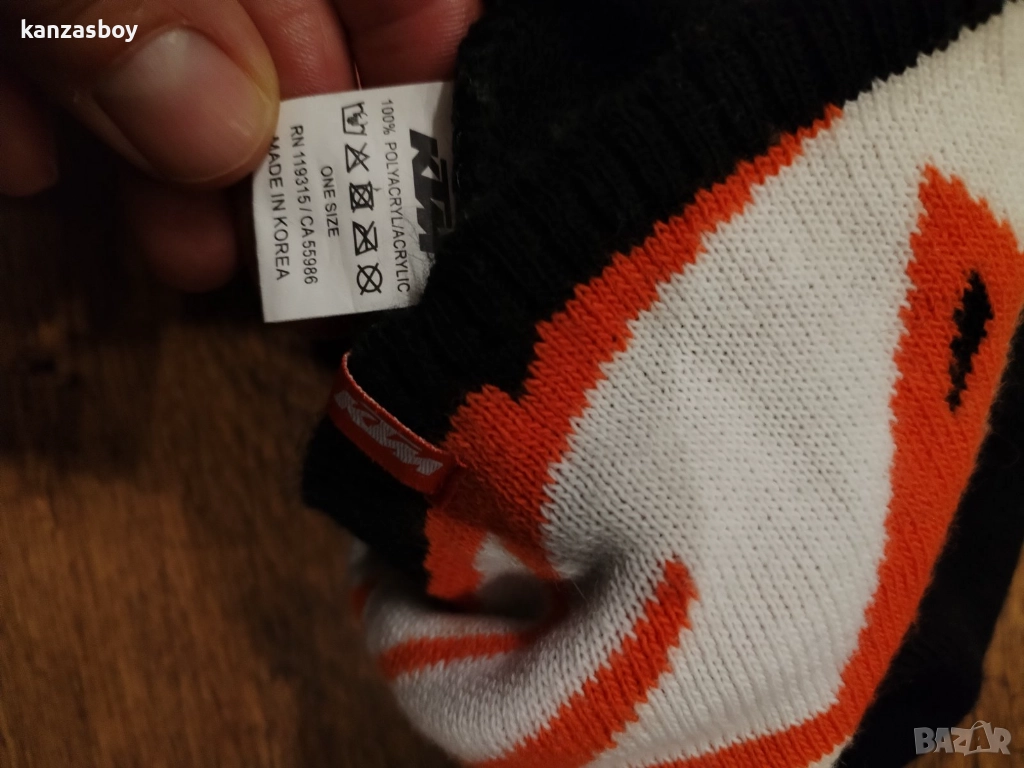 kanzasboy
KTM
100% POLYACRYL/ACRYLIC
ONE SIZE
RN 119315 / CA 55986
MADE IN KOREA
KTM
BAZAR